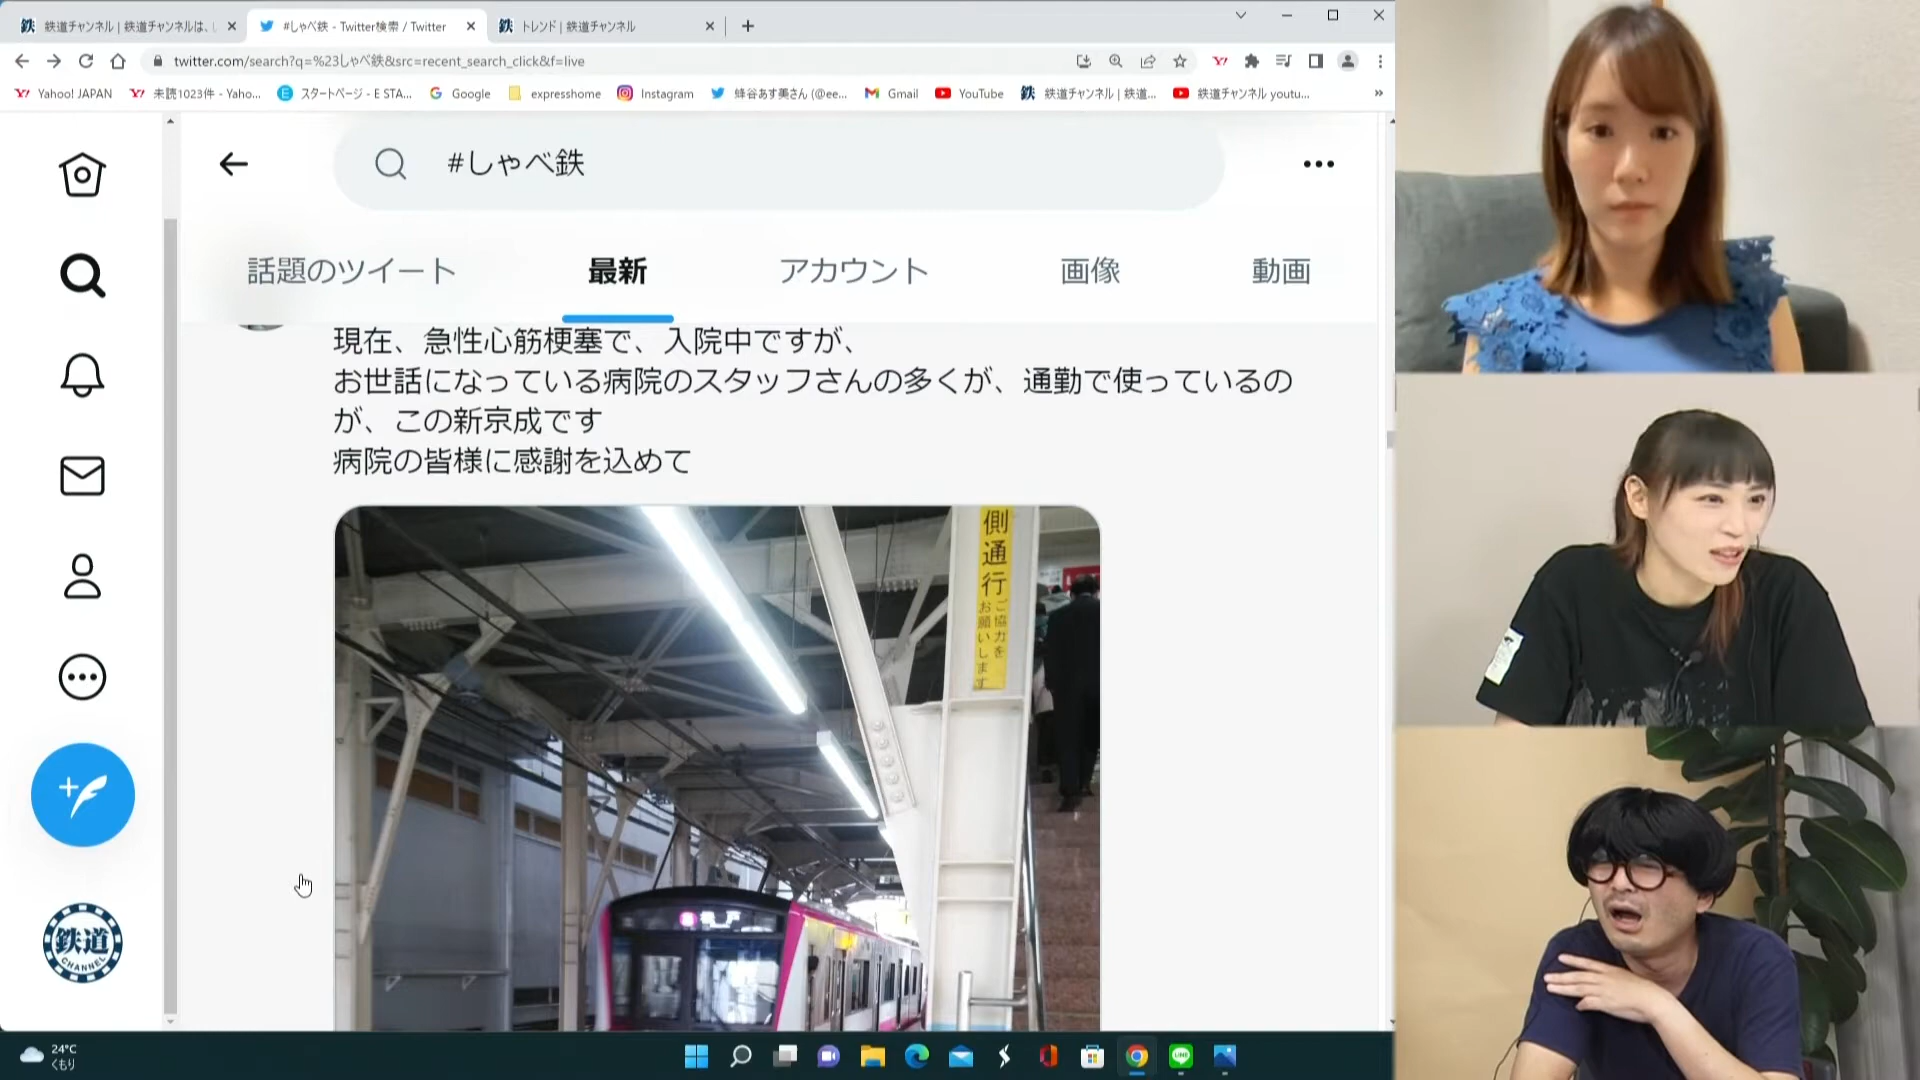 鉄道チャンネル | 鉄道チャンネルは、し
#しゃべ鉄 - Twitter検索 / Twitter
トレンド | 鉄道チャンネル
twitter.com/search?q=%23しゃべ鉄&src=recent_search_click&f=live
Yahoo! JAPAN
未読1023件 - Yaho...
スタートページ - E STA...
Google
expresshome
Instagram
蜂谷あす美さん (@ee...
Gmail
YouTube
鉄道チャンネル | 鉄道...
鉄道チャンネル youtu...
#しゃべ鉄
話題のツイート
最新
アカウント
画像
動画
現在、急性心筋梗塞で、入院中ですが、
お世話になっている病院のスタッフさんの多くが、通勤で使っているの
が、この新京成です
病院の皆様に感謝を込めて
側通行
ご協力を
お願いします
鉄道
CHANNEL
24°C
くもり